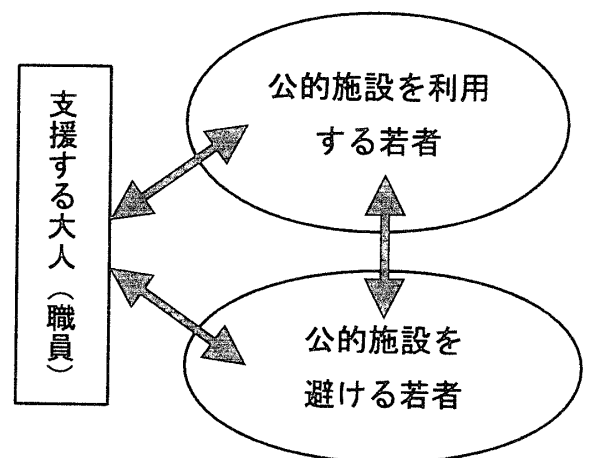 支援する大人（職員）
公的施設を利用
する若者
公的施設を
避ける若者